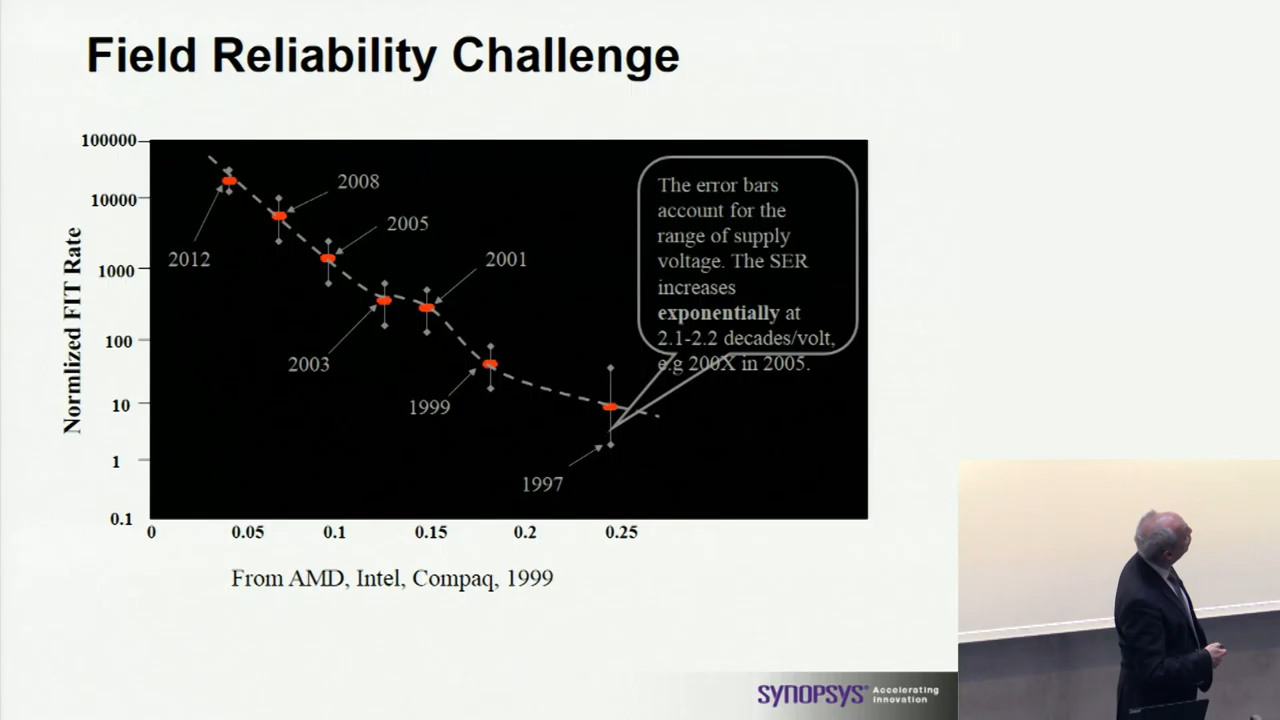 Field Reliability Challenge
100000
10000
1000
100
10
1
0.1
Normlized FIT Rate
2012
2008
2005
2003
2001
1999
1997
The error bars
account for the
range of supply
voltage. The SER
increases
exponentially at
2.1-2.2 decades/volt,
e.g 200X in 2005.
0 0.05 0.1 0.15 0.2 0.25
From AMD, Intel, Compaq, 1999
SYNOPSYS® Accelerating
Innovation